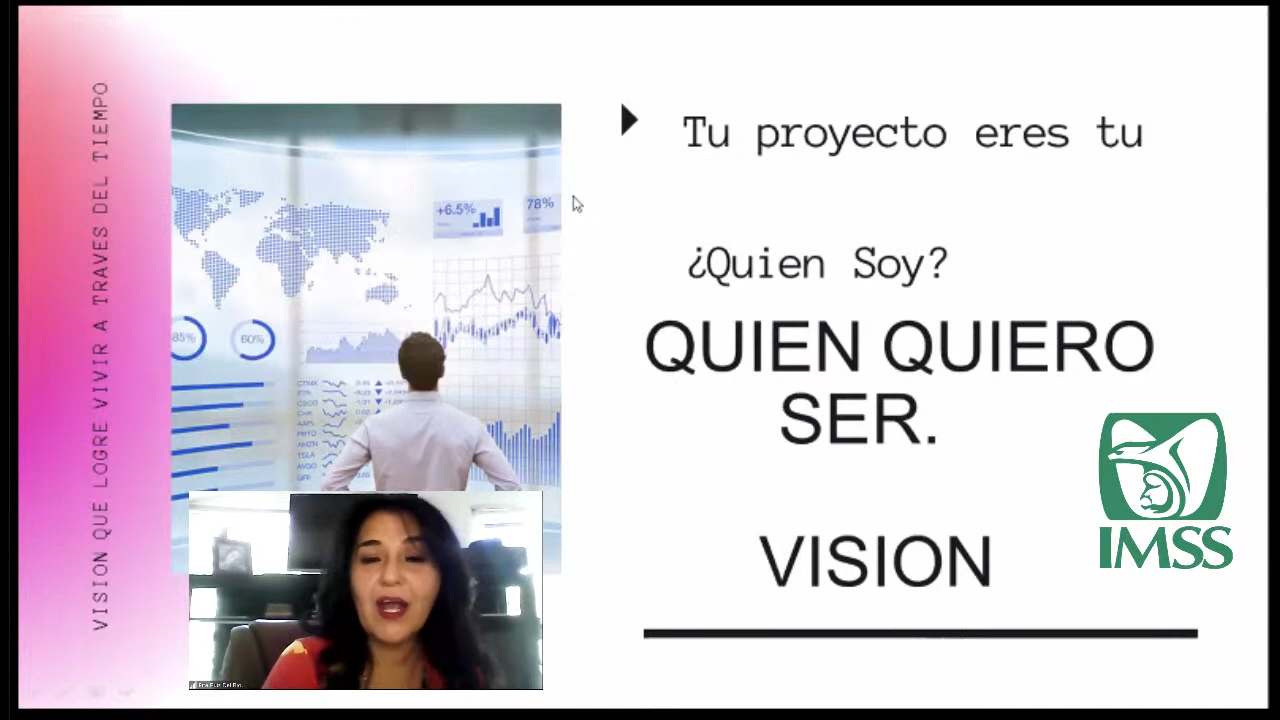 VISION QUE LOGRE VIVIR A TRAVES DEL TIEMPO
Tu proyecto eres tu
¿Quien Soy?
QUIEN QUIERO
SER.
VISION
IMSS
+6.5%
78%
85%
60%